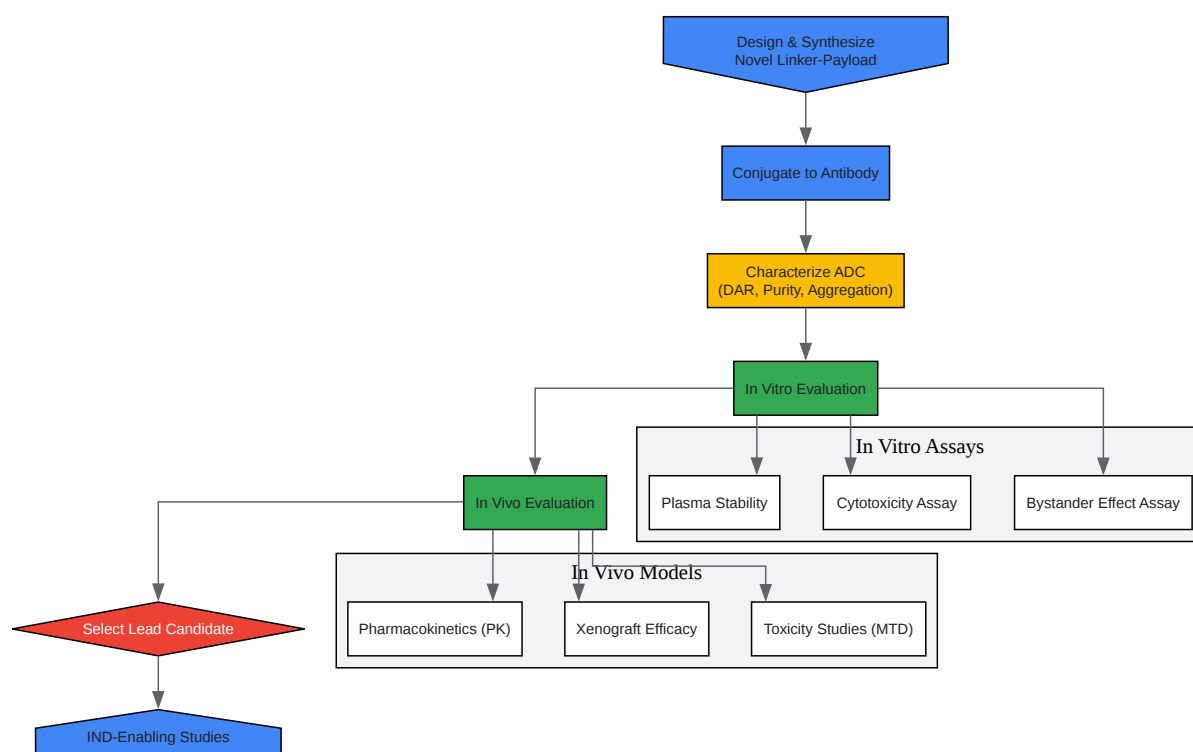 Design & Synthesize
Novel Linker-Payload
Conjugate to Antibody
Characterize ADC
(DAR, Purity, Aggregation)
In Vitro Evaluation
In Vitro Assays
Plasma Stability
Cytotoxicity Assay
Bystander Effect Assay
In Vivo Evaluation
In Vivo Models
Pharmacokinetics (PK)
Xenograft Efficacy
Toxicity Studies (MTD)
Select Lead Candidate
IND-Enabling Studies